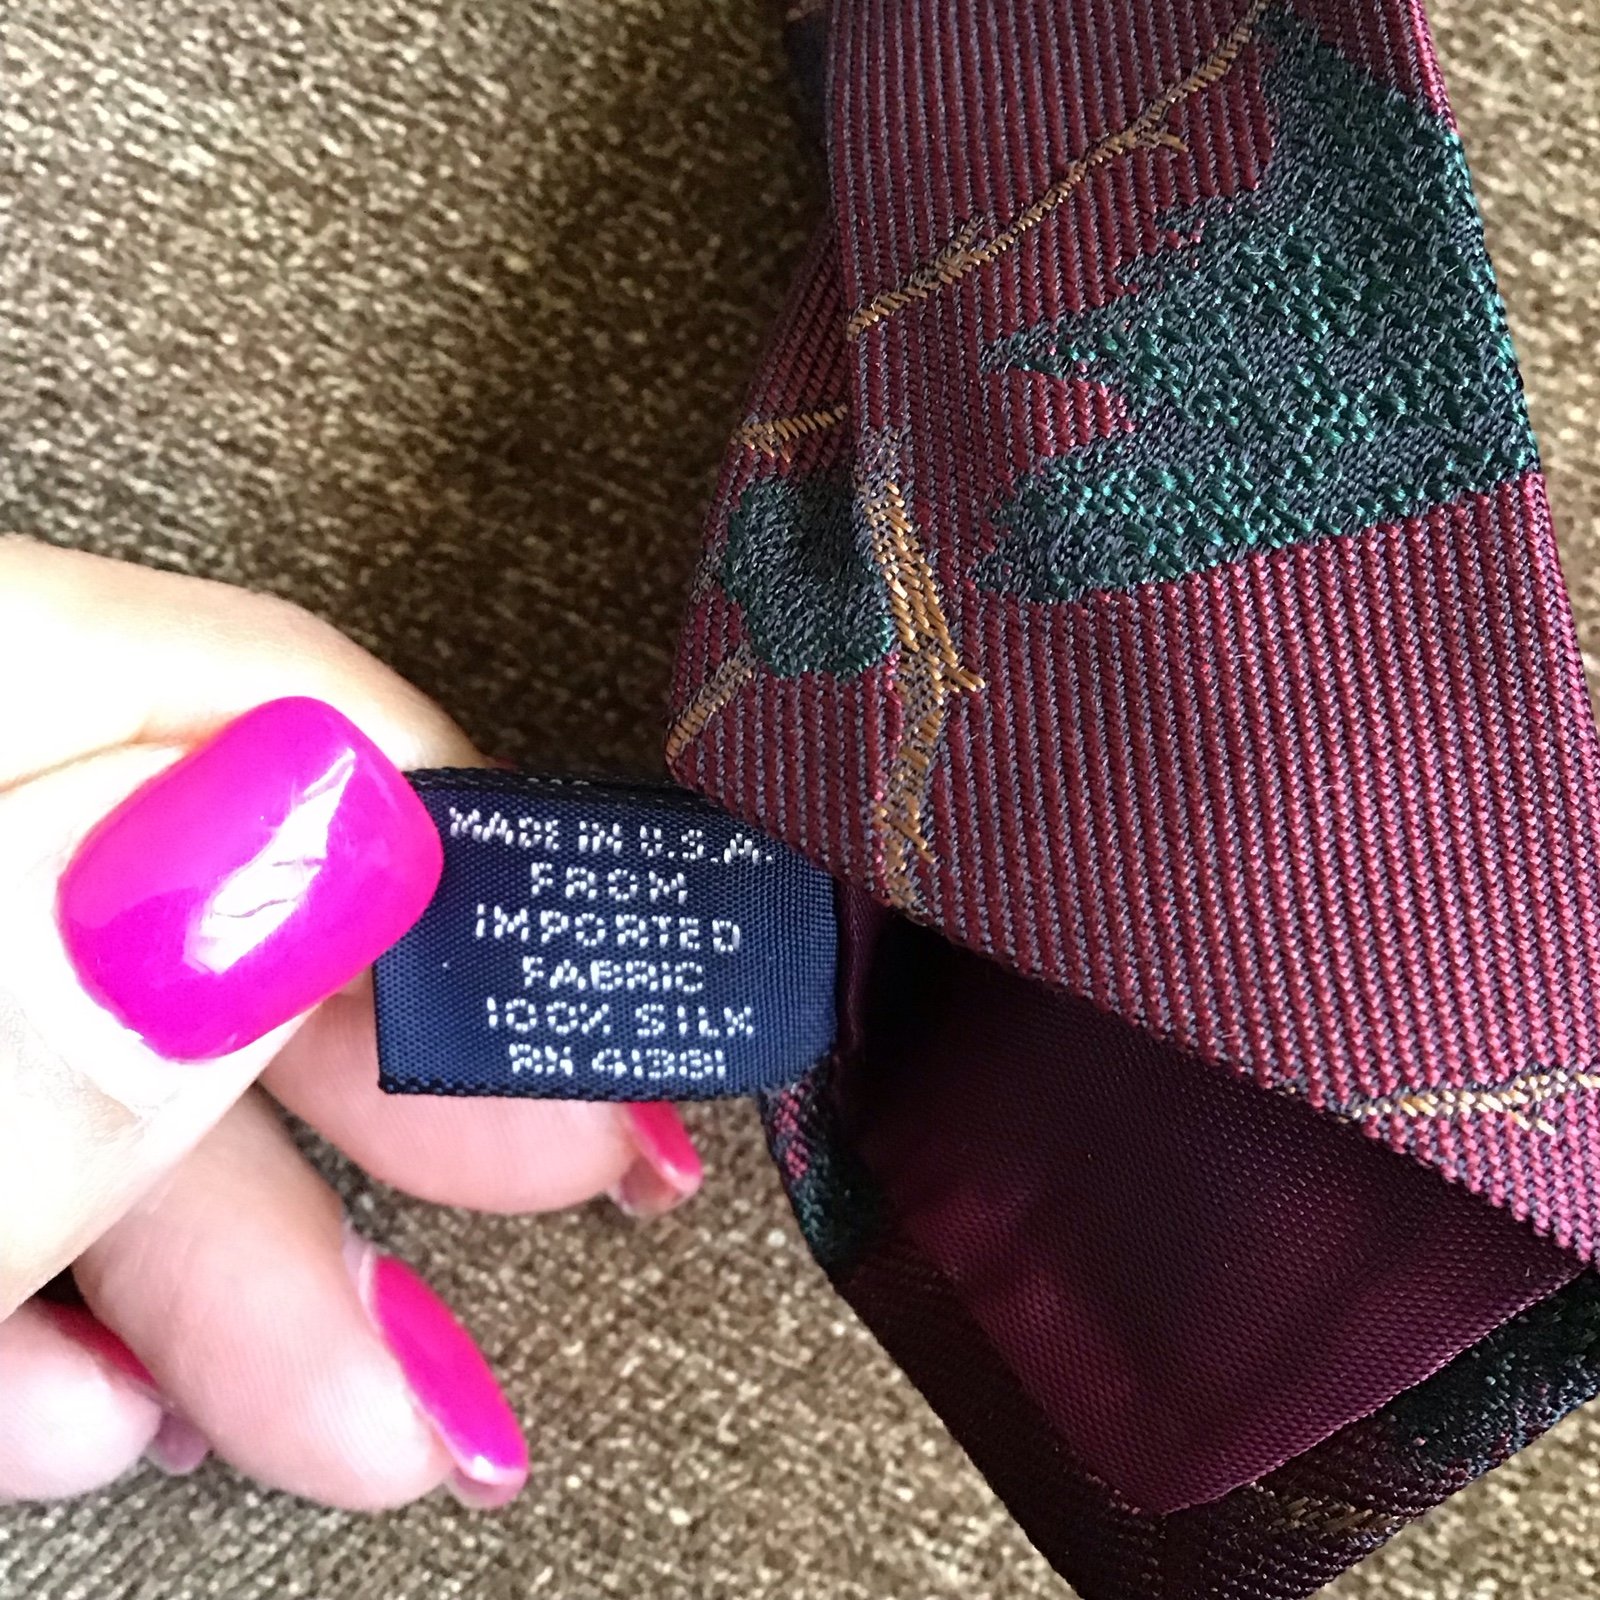 MADE IN U.S.A.
FROM
IMPORTED
FABRIC
100% SILK
RN 41381